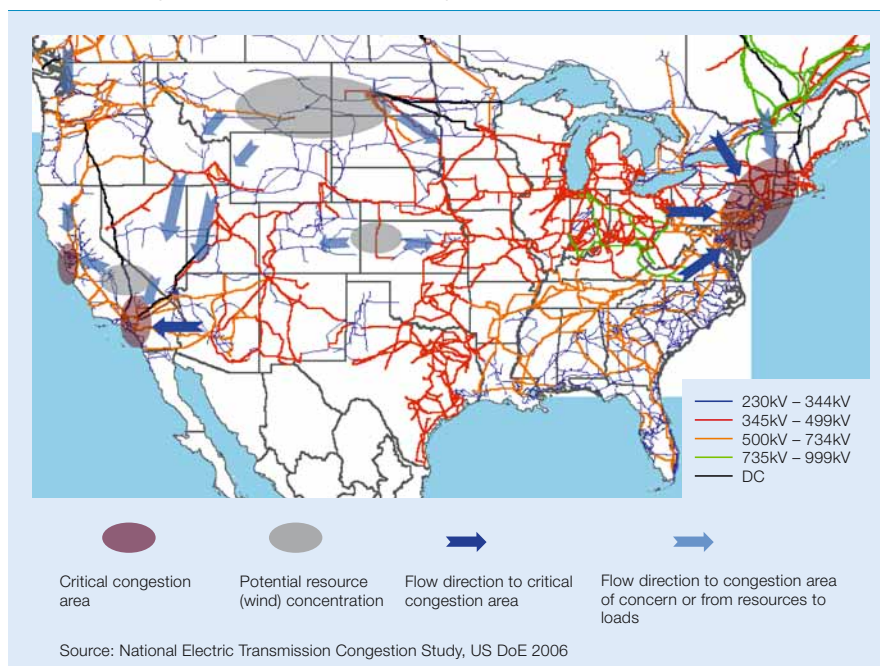 230kV – 344kV
345kV – 499kV
500kV – 734kV
735kV – 999kV
DC
Critical congestion
area
Potential resource
(wind) concentration
Flow direction to critical
congestion area
Flow direction to congestion area
of concern or from resources to
loads
Source: National Electric Transmission Congestion Study, US DoE 2006